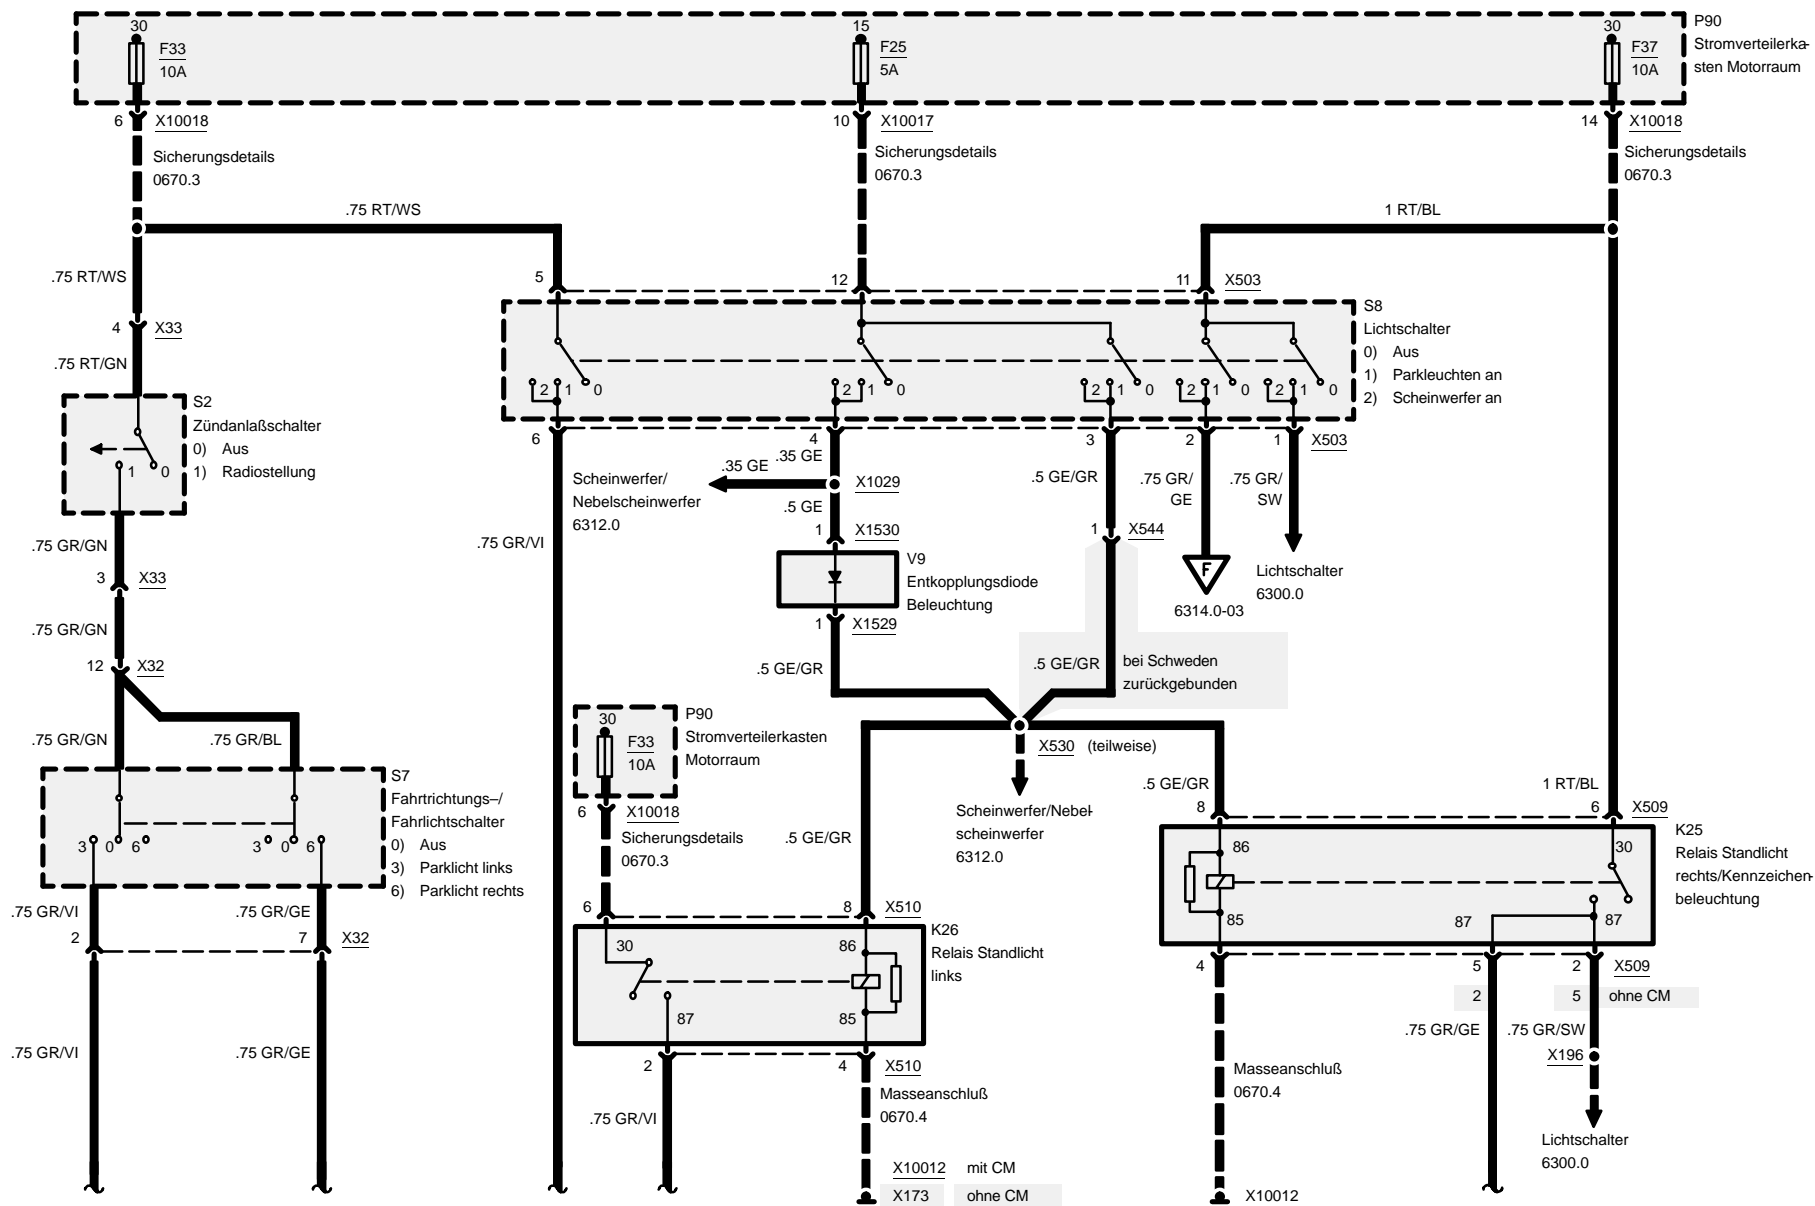 30
15
30
P90
Stromverteilerka-
sten Motorraum
F33
10A
F25
5A
F37
10A
6 X10018
10 X10017
14 X10018
Sicherungsdetails
0670.3
Sicherungsdetails
0670.3
Sicherungsdetails
0670.3
.75 RT/WS
1 RT/BL
.75 RT/WS
5
12
11 X503
4 X33
.75 RT/GN
S8
Lichtschalter
0) Aus
1) Parkleuchten an
2) Scheinwerfer an
2 1 0
2 1 0
2 1 0
2 1 0
2 1 0
S2
Zündanlaßschalter
0) Aus
1) Radiostellung
1 0
6
4
3
2
1 X503
.35 GE
.35 GE
Scheinwerfer/
Nebelscheinwerfer
6312.0
X1029
.5 GE
.5 GE/GR
.75 GR/
GE
.75 GR/
SW
1 X1530
1 X544
.75 GR/GN
.75 GR/VI
3 X33
V9
Entkopplungsdiode
Beleuchtung
F
6314.0-03
Lichtschalter
6300.0
1 X1529
.75 GR/GN
12 X32
.5 GE/GR
.5 GE/GR
bei Schweden
zurückgebunden
.75 GR/GN
.75 GR/BL
30
F33
10A
P90
Stromverteilerkasten
Motorraum
X530 (teilweise)
6 X10018
Sicherungsdetails
0670.3
.5 GE/GR
Scheinwerfer/Nebel-
scheinwerfer
6312.0
.5 GE/GR
1 RT/BL
8
6 X509
S7
Fahrtrichtungs–/
Fahrlichtschalter
0) Aus
3) Parklicht links
6) Parklicht rechts
3 0 6
3 0 6
K25
Relais Standlicht
rechts/Kennzeichen-
beleuchtung
86
30
85
87
87
.75 GR/VI
.75 GR/GE
2
7 X32
6
8 X510
K26
Relais Standlicht
links
30
86
87
85
4
5
2 X509
2
5 ohne CM
.75 GR/VI
.75 GR/GE
.75 GR/GE
.75 GR/SW
X196
2
4 X510
Masseanschluß
0670.4
Masseanschluß
0670.4
.75 GR/VI
Lichtschalter
6300.0
X10012 mit CM
X173 ohne CM
X10012